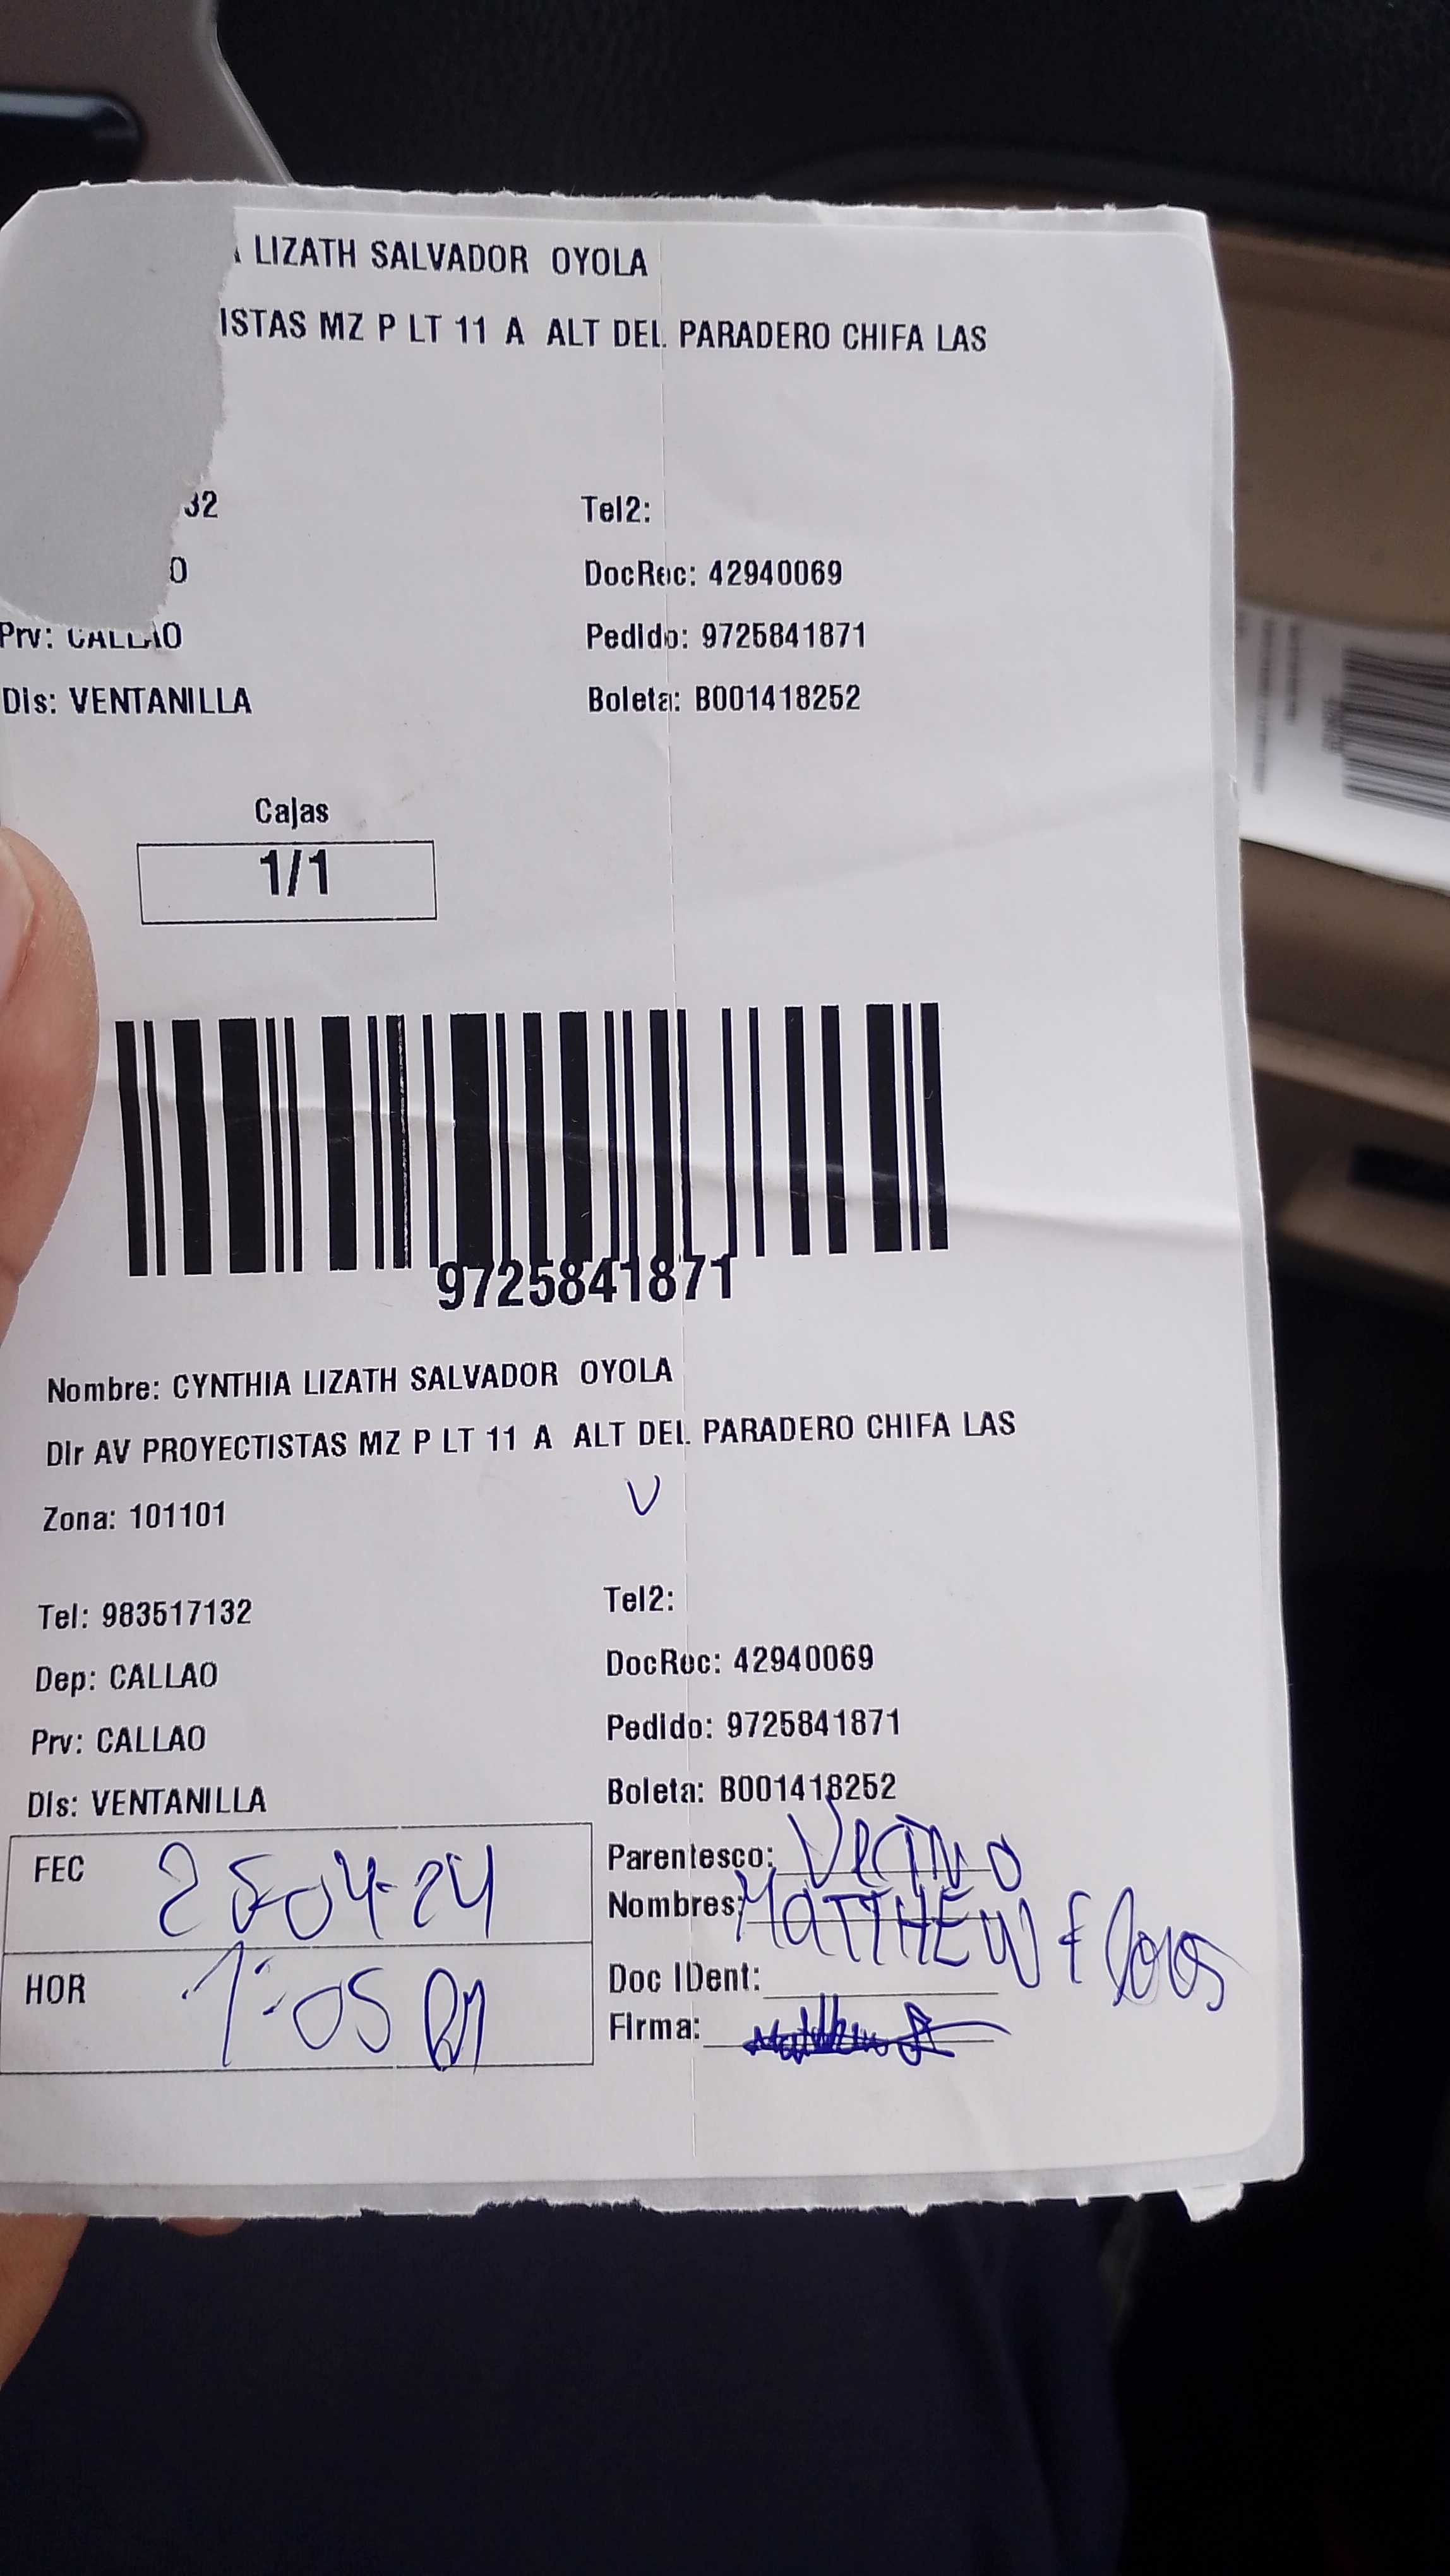 LIZATH SALVADOR OYOLA
ISTAS MZ P LT 11 A ALT DEL PARADERO CHIFA LAS
32 Tel2:
O DocRec: 42940069
Prv: CALLAO Pedido: 9725841871
Dis: VENTANILLA Boleta: B001418252
Cajas
1/1
9725841871
Nombre: CYNTHIA LIZATH SALVADOR OYOLA
Dir AV PROYECTISTAS MZ P LT 11 A ALT DEL PARADERO CHIFA LAS
V
Zona: 101101
Tel: 983517132 Tel2:
Dep: CALLAO DocRec: 42940069
Prv: CALLAO Pedido: 9725841871
Dis: VENTANILLA Boleta: B001418252
FEC 25-04-24 Parentesco: Vecino
Nombres: MATTHEW flores
HOR 1:05 Doc IDent:
Firma: